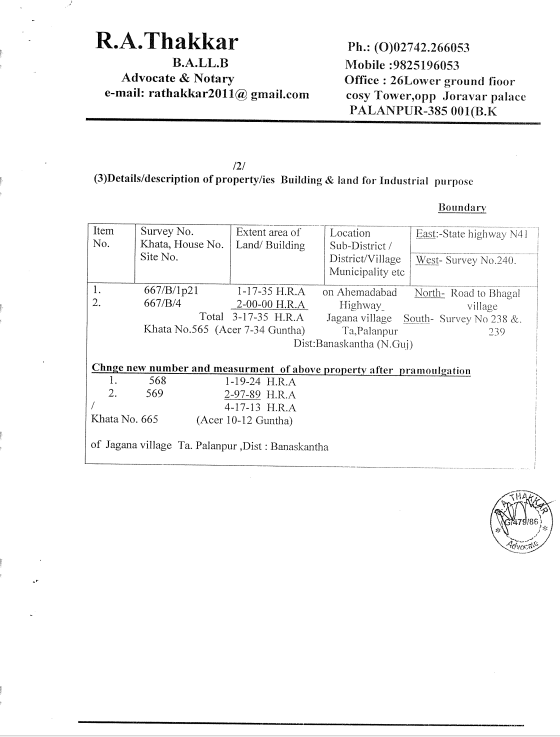 R.A.Thakkar
B.A.LL.B
Advocate & Notary
e-mail: rathakkar2011@ gmail.com
Ph.: (O)02742.266053
Mobile :9825196053
Office : 26Lower ground fioor
cosy Tower,opp Joravar palace
PALANPUR-385 001(B.K
/2/
(3)Details/description of property/ies Building & land for Industrial purpose
Boundary
Item No.
Survey No. Khata, House No. Site No.
Extent area of Land/ Building
Location Sub-District / District/Village Municipality etc
East:-State highway N41
West- Survey No.240.
1. 667/B/1p21 1-17-35 H.R.A on Ahemadabad North- Road to Bhagal
2. 667/B/4 2-00-00 H.R.A Highway village
Total 3-17-35 H.R.A Jagana village South- Survey No 238 &.
Khata No.565 (Acer 7-34 Guntha) Ta,Palanpur 239
Dist:Banaskantha (N.Guj)
Chnge new number and measurment of above property after pramoulgation
1. 568 1-19-24 H.R.A
2. 569 2-97-89 H.R.A
/ 4-17-13 H.R.A
Khata No. 665 (Acer 10-12 Guntha)
of Jagana village Ta. Palanpur ,Dist : Banaskantha
R.A. THAKKAR
G/479/86
Advocate